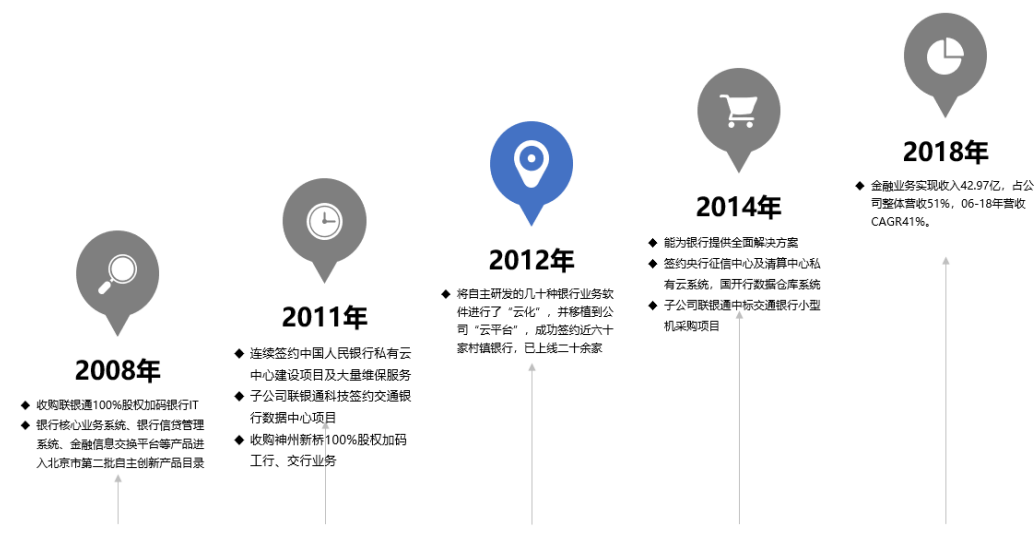 2008年
◆ 收购联银通100%股权加码银行IT
◆ 银行核心业务系统、银行信贷管理
系统、金融信息交换平台等产品进
入北京市第二批自主创新产品目录
2011年
◆ 连续签约中国人民银行私有云
中心建设项目及大量维保服务
◆ 子公司联银通科技签约交通银
行数据中心项目
◆ 收购神州新桥100%股权加码
工行、交行业务
2012年
◆ 将自主研发的几十种银行业务软
件进行了“云化”，并移植到公
司“云平台”，成功签约近六十
家村镇银行，已上线二十余家
2014年
◆ 能为银行提供全面解决方案
◆ 签约央行征信中心及清算中心私
有云系统，国开行数据仓库系统
◆ 子公司联银通中标交通银行小型
机采购项目
2018年
◆ 金融业务实现收入42.97亿，占公
司整体营收51%，06-18年营收
CAGR41%。